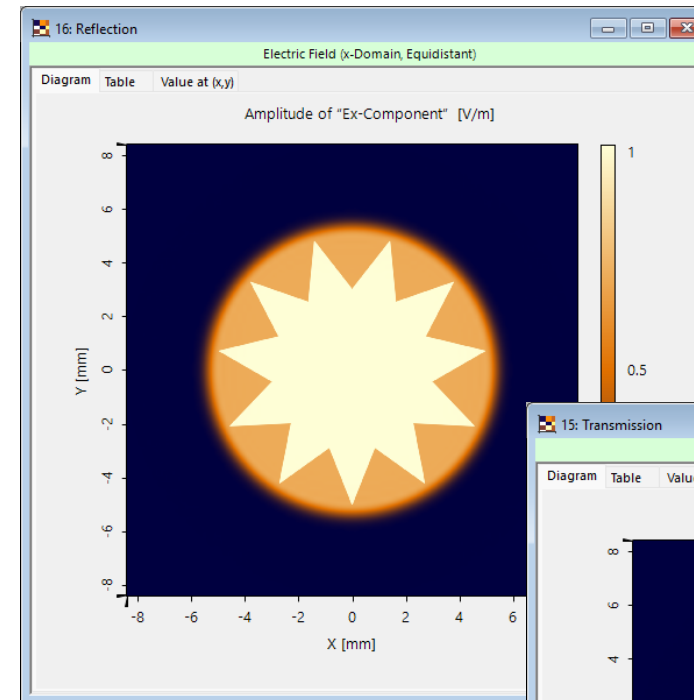 16: Reflection
Electric Field (x-Domain, Equidistant)
Diagram Table Value at (x,y)
Amplitude of "Ex-Component" [V/m]
8
6
4
2
0
-2
-4
-6
-8
Y [mm]
-8 -6 -4 -2 0 2 4 6
X [mm]
1
0.5
15: Transmission
Diagram Table
8
6
4